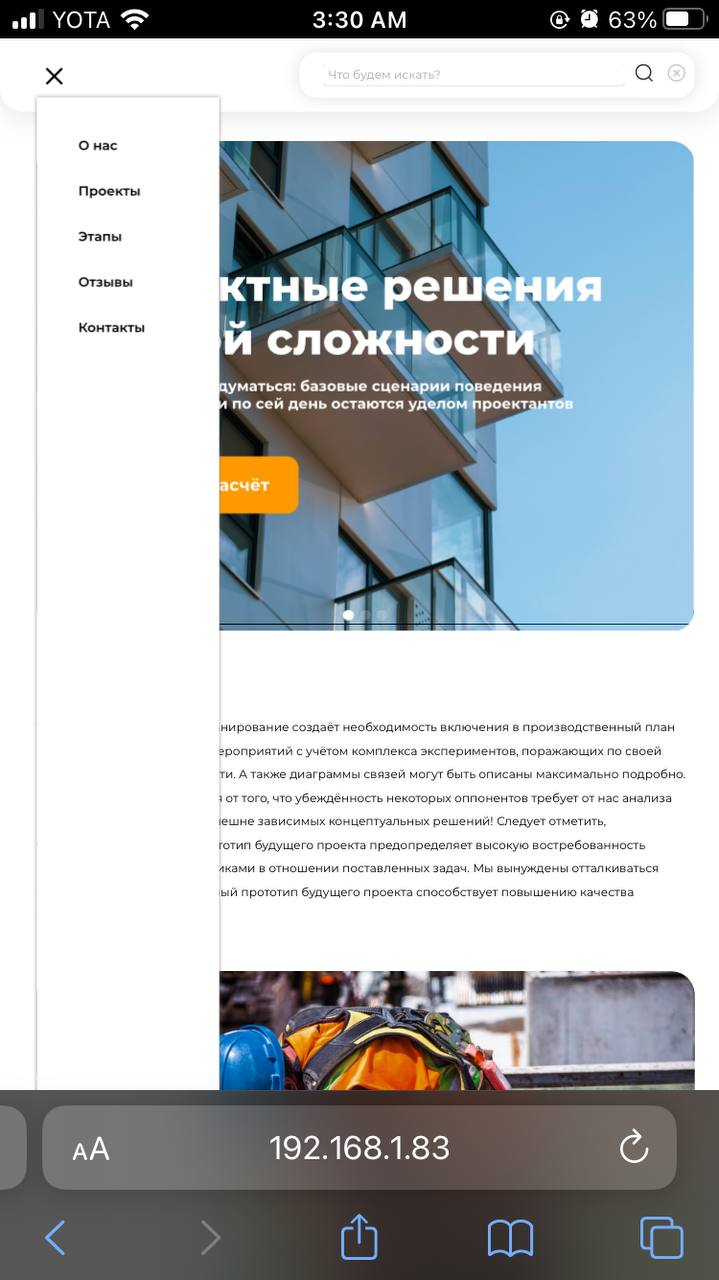 YOTA 3:30 AM 63%
Что будем искать?
О нас
Проекты
Этапы
Отзывы
Контакты
ктные решения
й сложности
думаться: базовые сценарии поведения
и по сей день остаются уделом проектантов
асчёт
нирование создаёт необходимость включения в производственный план
ероприятий с учётом комплекса экспериментов, поражающих по своей
ти. А также диаграммы связей могут быть описаны максимально подробно.
я от того, что убеждённость некоторых оппонентов требует от нас анализа
ешне зависимых концептуальных решений! Следует отметить,
отип будущего проекта предопределяет высокую востребованность
иками в отношении поставленных задач. Мы вынуждены отталкиваться
ый прототип будущего проекта способствует повышению качества
AA 192.168.1.83